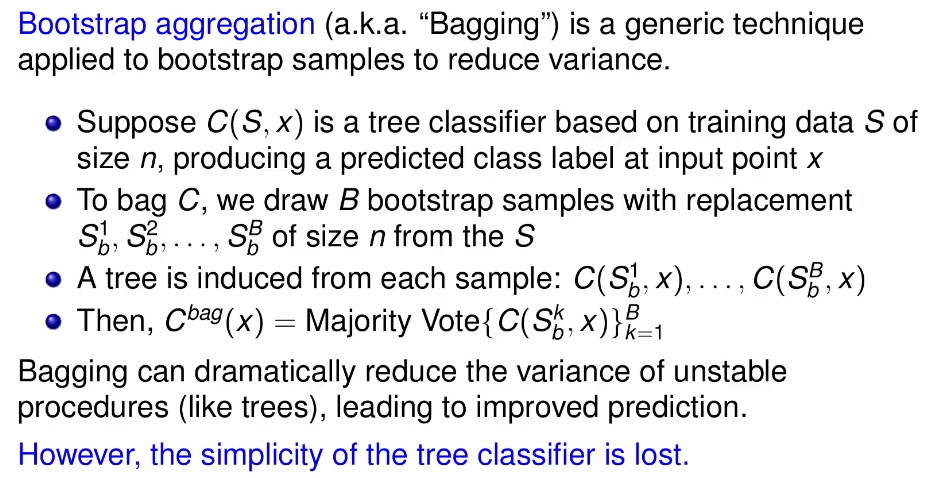 Bootstrap aggregation (a.k.a. “Bagging”) is a generic technique
applied to bootstrap samples to reduce variance.
Suppose C(S, x) is a tree classifier based on training data S of
size n, producing a predicted class label at input point x
To bag C, we draw B bootstrap samples with replacement
$S_b^1, S_b^2, \ldots, S_b^B$ of size n from the S
A tree is induced from each sample: $C(S_b^1, x), \ldots, C(S_b^B, x)$
Then, $C^{bag}(x) = \text{Majority Vote}\{C(S_b^k, x)\}_{k=1}^B$
Bagging can dramatically reduce the variance of unstable
procedures (like trees), leading to improved prediction.
However, the simplicity of the tree classifier is lost.